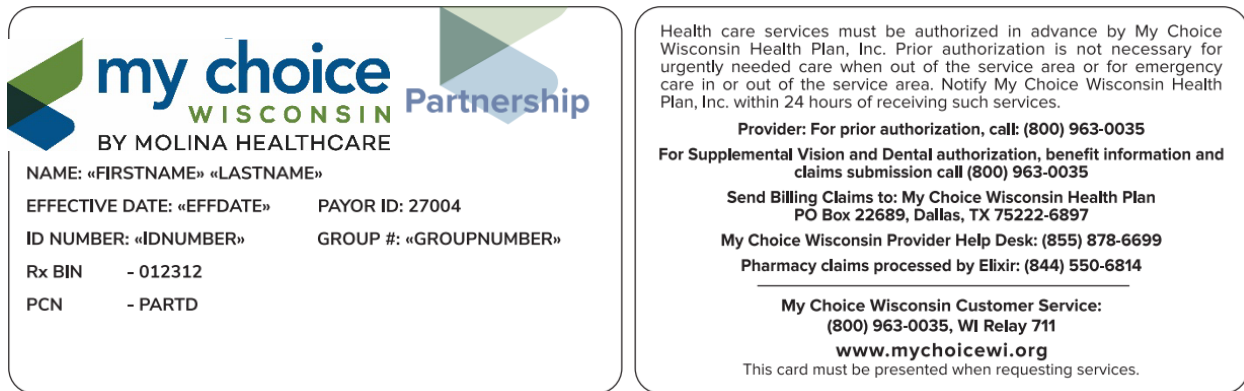 my choice
WISCONSIN
BY MOLINA HEALTHCARE
Partnership
NAME: «FIRSTNAME» «LASTNAME»
EFFECTIVE DATE: «EFFDATE» PAYOR ID: 27004
ID NUMBER: «IDNUMBER» GROUP #: «GROUPNUMBER»
Rx BIN - 012312
PCN - PARTD
Health care services must be authorized in advance by My Choice
Wisconsin Health Plan, Inc. Prior authorization is not necessary for
urgently needed care when out of the service area or for emergency
care in or out of the service area. Notify My Choice Wisconsin Health
Plan, Inc. within 24 hours of receiving such services.
Provider: For prior authorization, call: (800) 963-0035
For Supplemental Vision and Dental authorization, benefit information and
claims submission call (800) 963-0035
Send Billing Claims to: My Choice Wisconsin Health Plan
PO Box 22689, Dallas, TX 75222-6897
My Choice Wisconsin Provider Help Desk: (855) 878-6699
Pharmacy claims processed by Elixir: (844) 550-6814
My Choice Wisconsin Customer Service:
(800) 963-0035, WI Relay 711
www.mychoicewi.org
This card must be presented when requesting services.